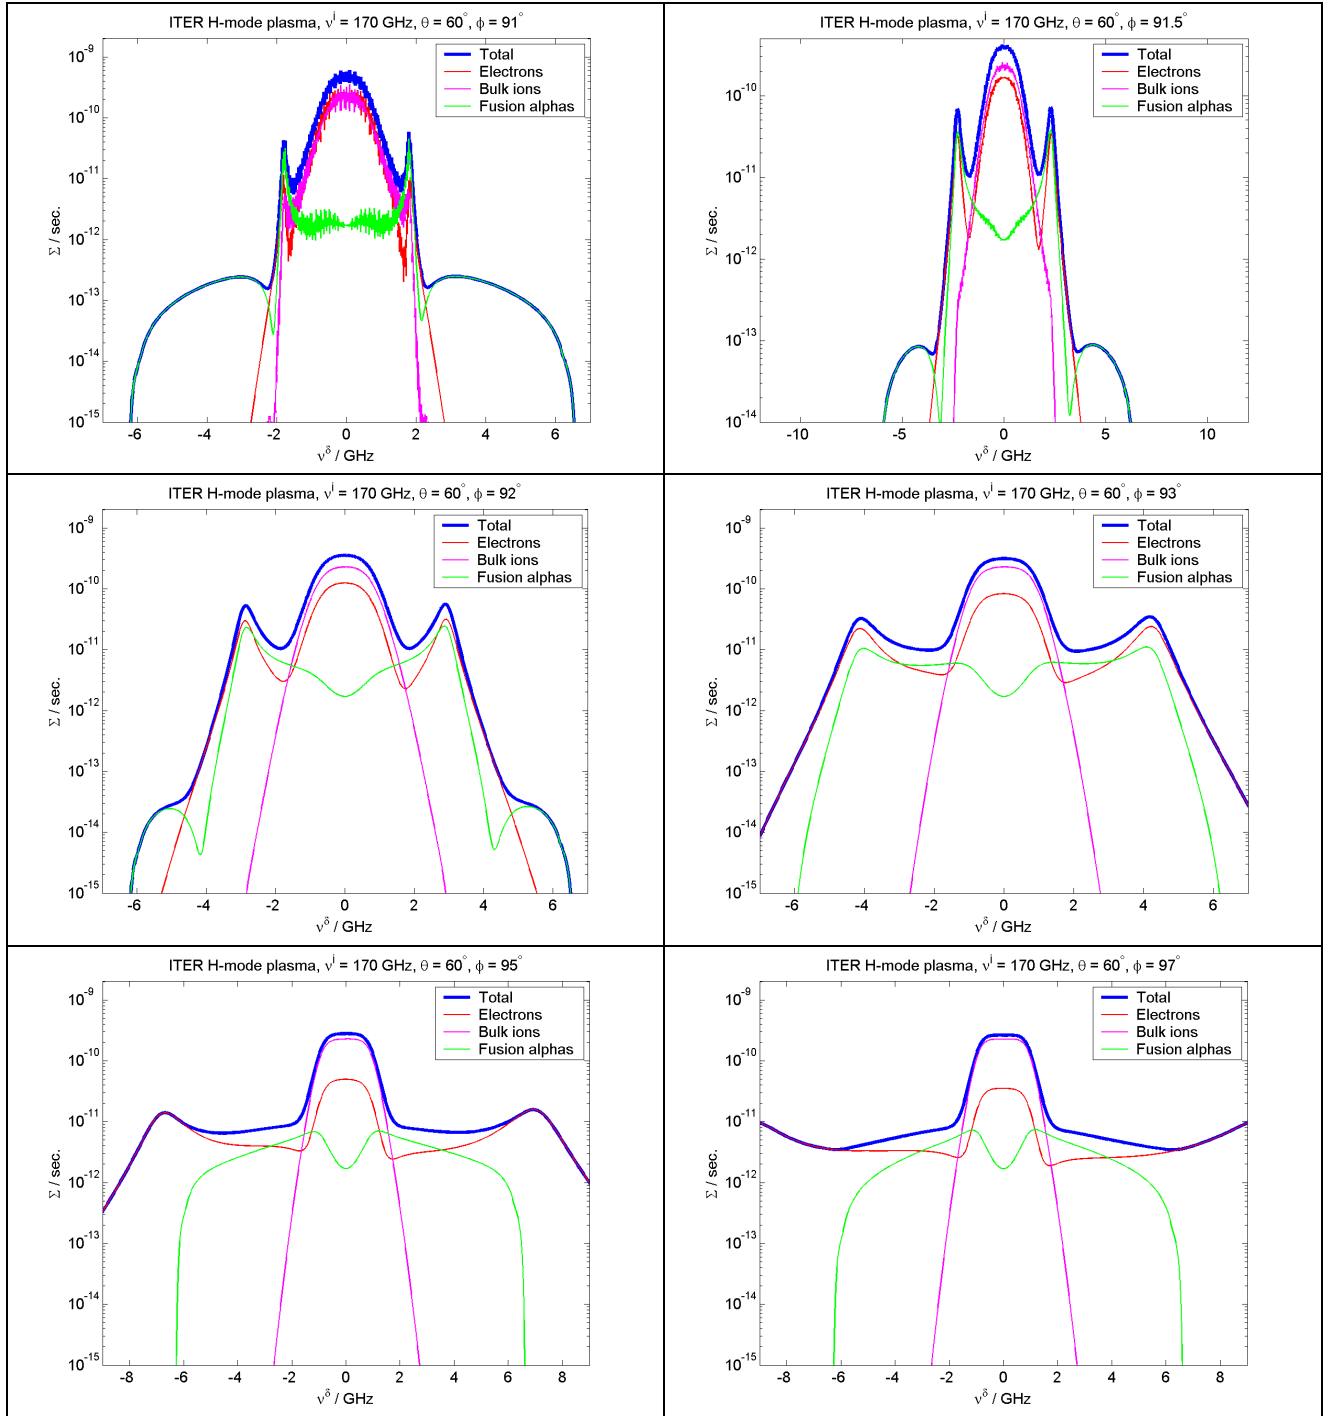 ITER H-mode plasma, νⁱ = 170 GHz, θ = 60°, φ = 91°
Total
Electrons
Bulk ions
Fusion alphas
Σ / sec.
10⁻⁹
10⁻¹⁰
10⁻¹¹
10⁻¹²
10⁻¹³
10⁻¹⁴
10⁻¹⁵
-6 -4 -2 0 2 4 6
ν^δ / GHz
ITER H-mode plasma, νⁱ = 170 GHz, θ = 60°, φ = 91.5°
Total
Electrons
Bulk ions
Fusion alphas
Σ / sec.
10⁻¹⁰
10⁻¹¹
10⁻¹²
10⁻¹³
10⁻¹⁴
-10 -5 0 5 10
ν^δ / GHz
ITER H-mode plasma, νⁱ = 170 GHz, θ = 60°, φ = 92°
Total
Electrons
Bulk ions
Fusion alphas
Σ / sec.
10⁻⁹
10⁻¹⁰
10⁻¹¹
10⁻¹²
10⁻¹³
10⁻¹⁴
10⁻¹⁵
-6 -4 -2 0 2 4 6
ν^δ / GHz
ITER H-mode plasma, νⁱ = 170 GHz, θ = 60°, φ = 93°
Total
Electrons
Bulk ions
Fusion alphas
Σ / sec.
10⁻⁹
10⁻¹⁰
10⁻¹¹
10⁻¹²
10⁻¹³
10⁻¹⁴
10⁻¹⁵
-6 -4 -2 0 2 4 6
ν^δ / GHz
ITER H-mode plasma, νⁱ = 170 GHz, θ = 60°, φ = 95°
Total
Electrons
Bulk ions
Fusion alphas
Σ / sec.
10⁻⁹
10⁻¹⁰
10⁻¹¹
10⁻¹²
10⁻¹³
10⁻¹⁴
10⁻¹⁵
-8 -6 -4 -2 0 2 4 6 8
ν^δ / GHz
ITER H-mode plasma, νⁱ = 170 GHz, θ = 60°, φ = 97°
Total
Electrons
Bulk ions
Fusion alphas
Σ / sec.
10⁻⁹
10⁻¹⁰
10⁻¹¹
10⁻¹²
10⁻¹³
10⁻¹⁴
10⁻¹⁵
-8 -6 -4 -2 0 2 4 6 8
ν^δ / GHz